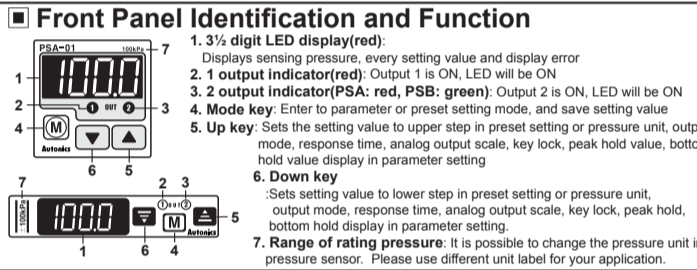 ■ Front Panel Identification and Function
PSA-01
100kPa
7
100.0
1
2
❶ OUT ❷
3
4
M
Autonics
6 5
1. 3½ digit LED display(red):
Displays sensing pressure, every setting value and display error
2. 1 output indicator(red): Output 1 is ON, LED will be ON
3. 2 output indicator(PSA: red, PSB: green): Output 2 is ON, LED will be ON
4. Mode key: Enter to parameter or preset setting mode, and save setting value
5. Up key: Sets the setting value to upper step in preset setting or pressure unit,
mode, response time, analog output scale, key lock, peak hold value,
hold value display in parameter setting
6. Down key
:Sets setting value to lower step in preset setting or pressure unit,
output mode, response time, analog output scale, key lock, peak hold,
bottom hold display in parameter setting.
7. Range of rating pressure: It is possible to change the pressure unit
pressure sensor. Please use different unit label for your application.
7
2 3
±100kPa
100.0
① OUT ②
M
Autonics
5
1 6 4